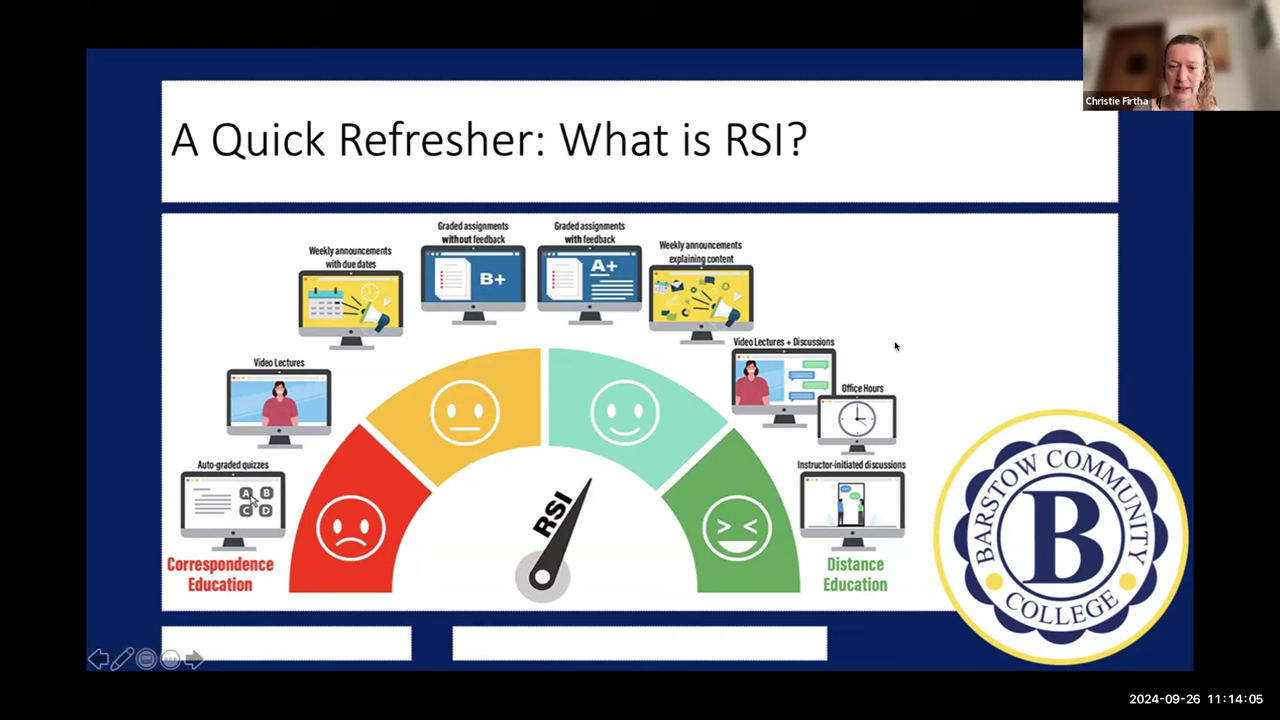 Christie Firtha
A Quick Refresher: What is RSI?
Graded assignments
without feedback
Graded assignments
with feedback
Weekly announcements
with due dates
Weekly announcements
explaining content
B+
A+
Video Lectures
Video Lectures + Discussions
Office Hours
Auto-graded quizzes
A B
C D
Instructor-initiated discussions
RSI
Correspondence
Education
Distance
Education
BARSTOW COMMUNITY
B
COLLEGE
2024-09-26 11:14:05